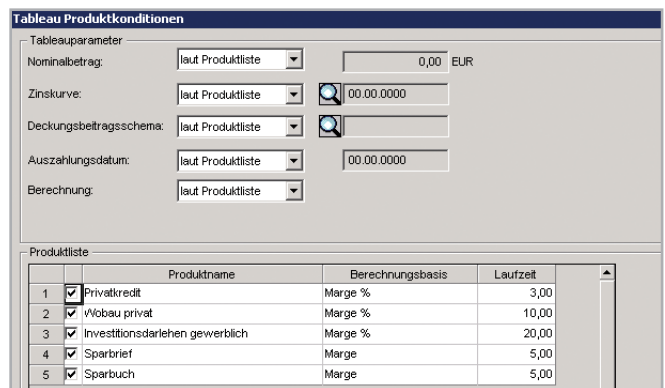 Tableau Produktkonditionen
Tableauparameter
Nominalbetrag: laut Produktliste 0,00 EUR
Zinskurve: laut Produktliste 00.00.0000
Deckungsbeitragsschema: laut Produktliste
Auszahlungsdatum: laut Produktliste 00.00.0000
Berechnung: laut Produktliste
Produktliste
Produktname Berechnungsbasis Laufzeit
1 Privatkredit Marge % 3,00
2 Wobau privat Marge % 10,00
3 Investitionsdarlehen gewerblich Marge % 20,00
4 Sparbrief Marge 5,00
5 Sparbuch Marge 5,00